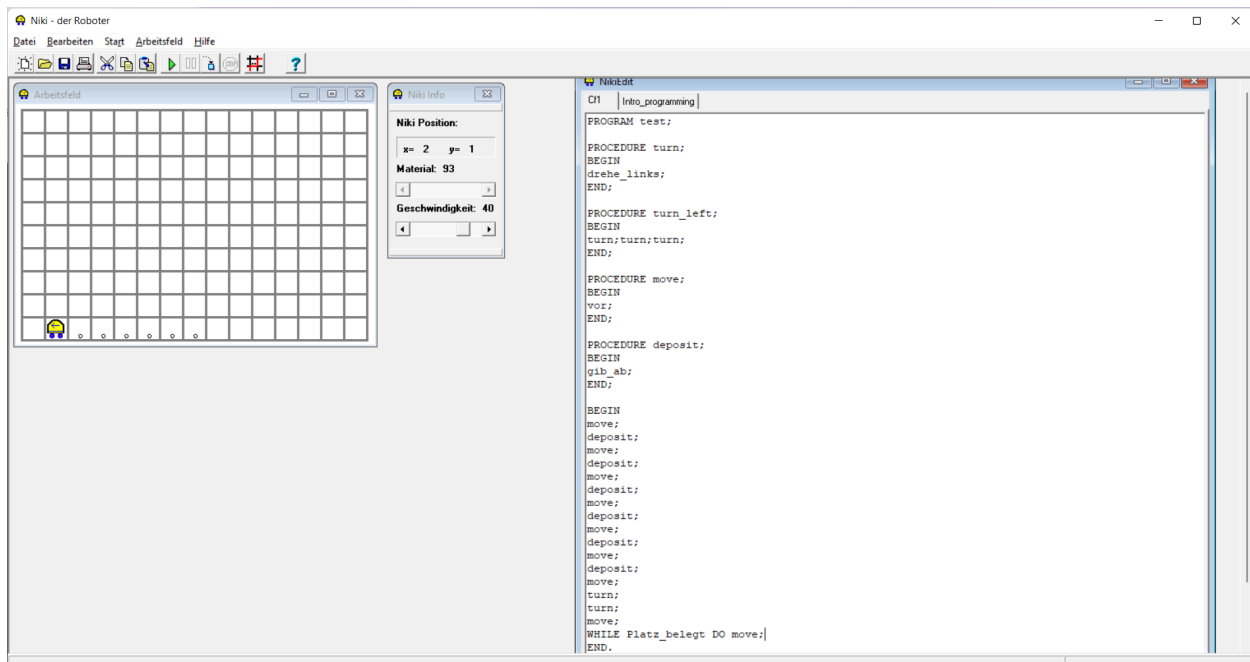 Niki - der Roboter
Datei Bearbeiten Start Arbeitsfeld Hilfe
Arbeitsfeld
Niki Info
Niki Position:
x= 2 y= 1
Material: 93
Geschwindigkeit: 40
NikiEdit
Cf1 Intro_programming
PROGRAM test;
PROCEDURE turn;
BEGIN
drehe_links;
END;
PROCEDURE turn_left;
BEGIN
turn;turn;turn;
END;
PROCEDURE move;
BEGIN
vor;
END;
PROCEDURE deposit;
BEGIN
gib_ab;
END;
BEGIN
move;
deposit;
move;
deposit;
move;
deposit;
move;
deposit;
move;
deposit;
move;
deposit;
move;
turn;
turn;
move;
WHILE Platz_belegt DO move;
END.